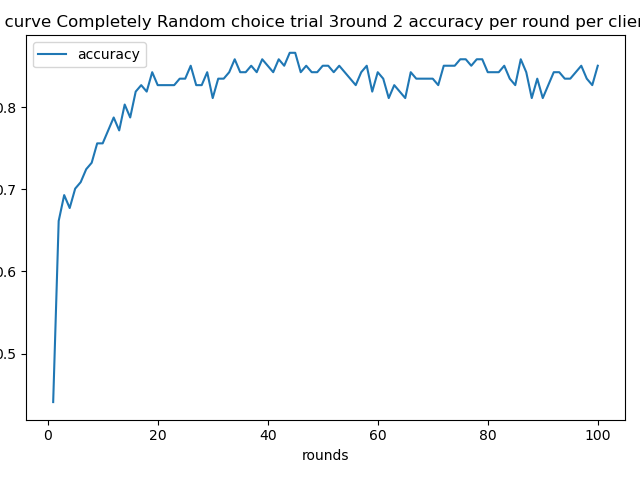 curve Completely Random choice trial 3round 2 accuracy per round per clie
accuracy
0.8
0.7
0.6
0.5
0 20 40 60 80 100
rounds